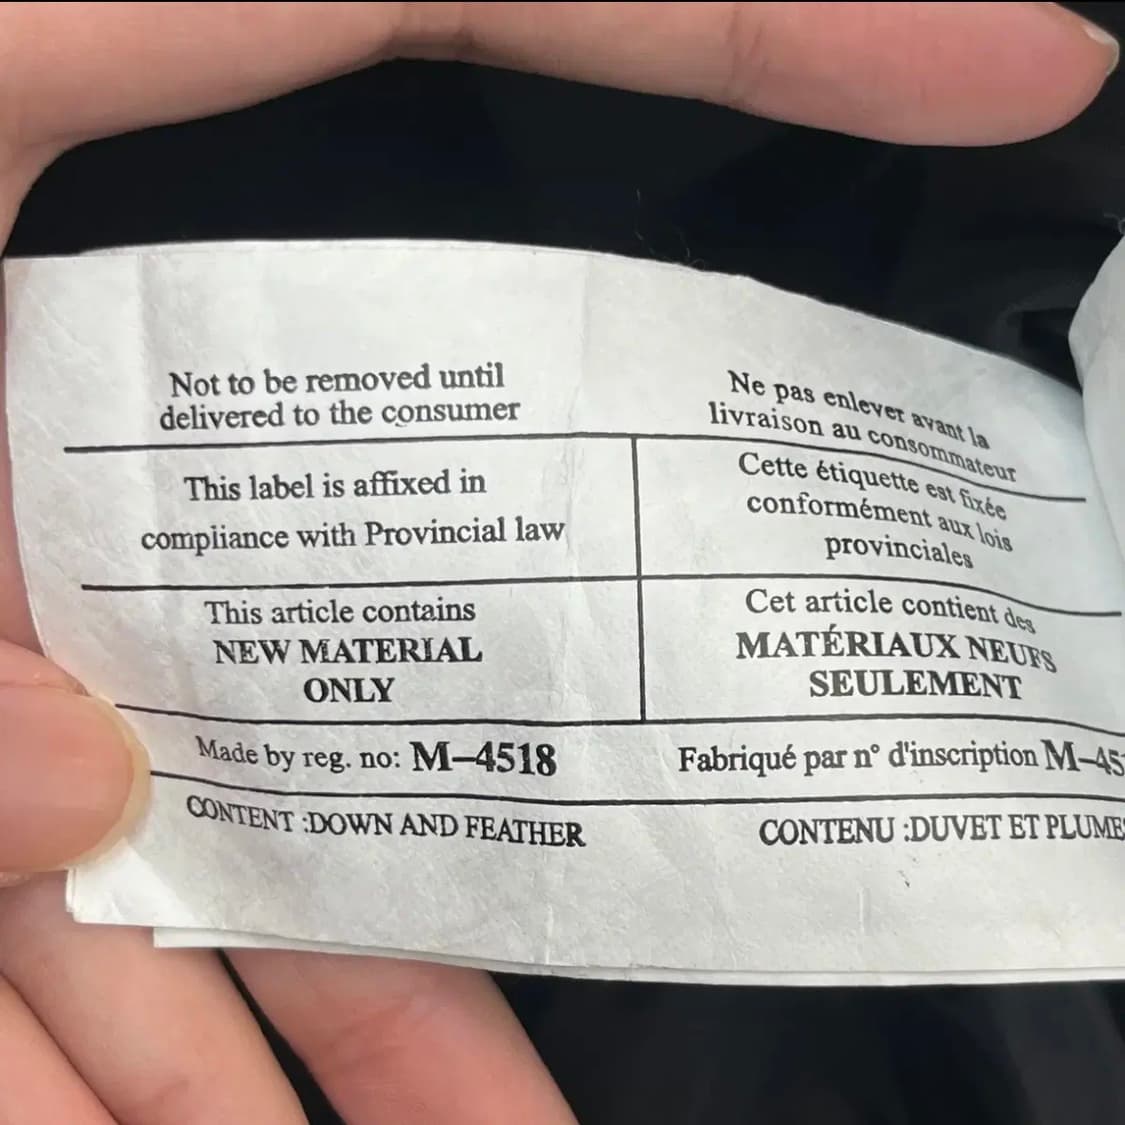 Not to be removed until
delivered to the consumer
Ne pas enlever avant la
livraison au consommateur
This label is affixed in
compliance with Provincial law
Cette étiquette est fixée
conformément aux lois
provinciales
This article contains
NEW MATERIAL
ONLY
Cet article contient des
MATÉRIAUX NEUFS
SEULEMENT
Made by reg. no: M-4518
Fabriqué par n° d'inscription
CONTENT :DOWN AND FEATHER
CONTENU :DUVET ET PLUMES